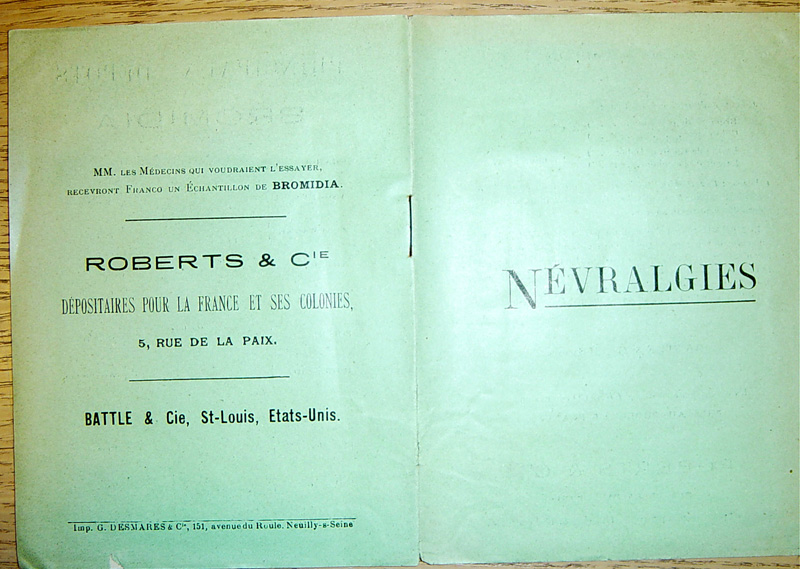 MM. les Médecins qui voudraient l'essayer,
recevront Franco un Échantillon de BROMIDIA.
ROBERTS & CIE
DÉPOSITAIRES POUR LA FRANCE ET SES COLONIES,
5, RUE DE LA PAIX.
BATTLE & Cie, St-Louis, Etats-Unis.
Imp. G. DESMARES & Cie, 151, avenue du Roule. Neuilly-s-Seine
NÉVRALGIES